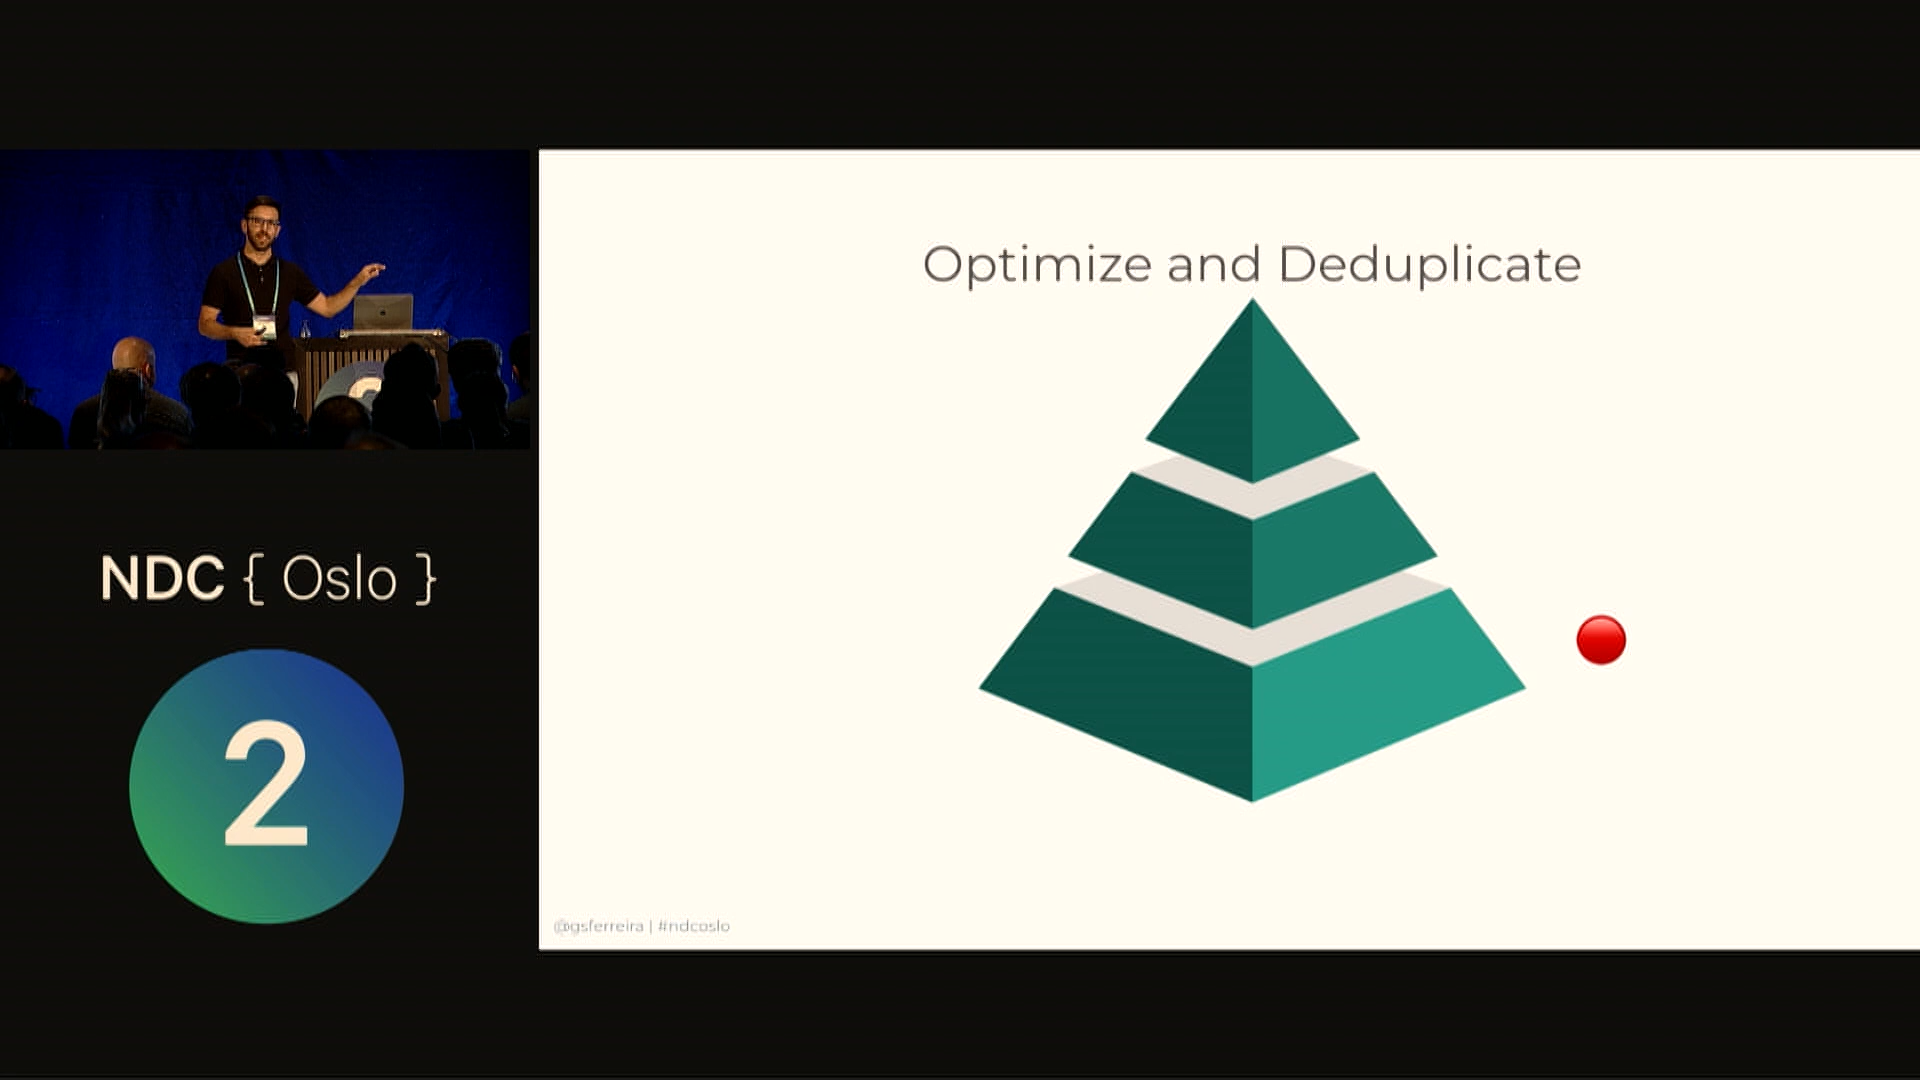 Optimize and Deduplicate
NDC { Oslo }
2
@gsferreira | #ndcoslo